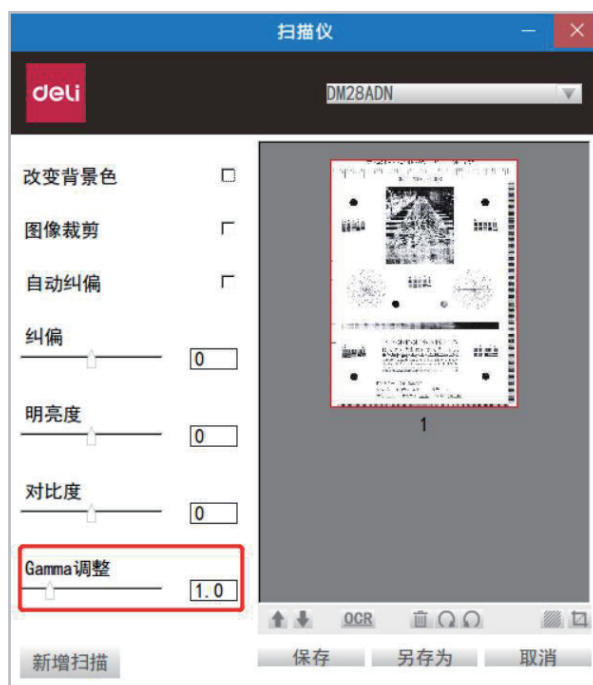 扫描仪
deli
DM28ADN
改变背景色
图像裁剪
自动纠偏
纠偏
0
明亮度
0
对比度
0
Gamma调整
1.0
1
OCR
新增扫描
保存
另存为
取消